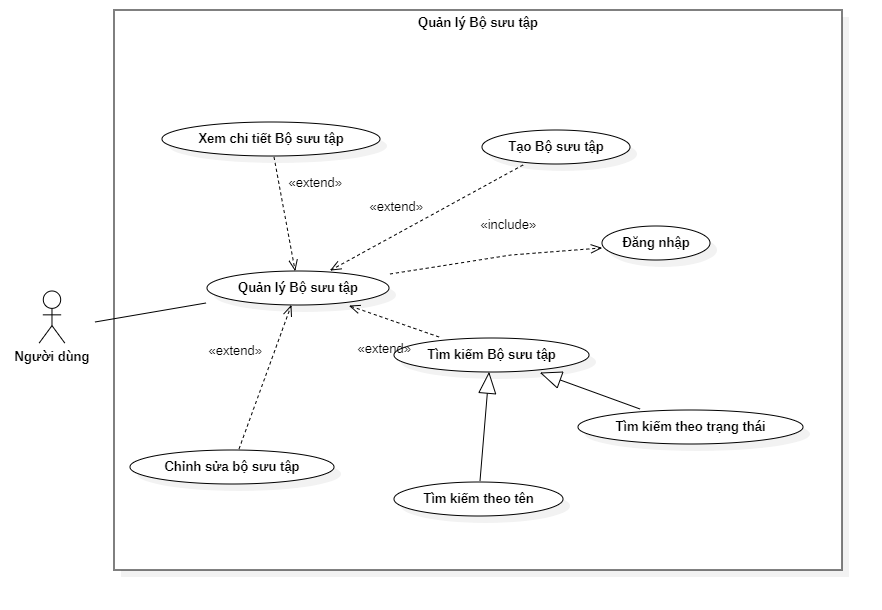 Quản lý Bộ sưu tập
Xem chi tiết Bộ sưu tập
Tạo Bộ sưu tập
«extend»
«extend»
«include»
Đăng nhập
Quản lý Bộ sưu tập
Người dùng
«extend»
«extend»
Tìm kiếm Bộ sưu tập
Tìm kiếm theo trạng thái
Chỉnh sửa bộ sưu tập
Tìm kiếm theo tên